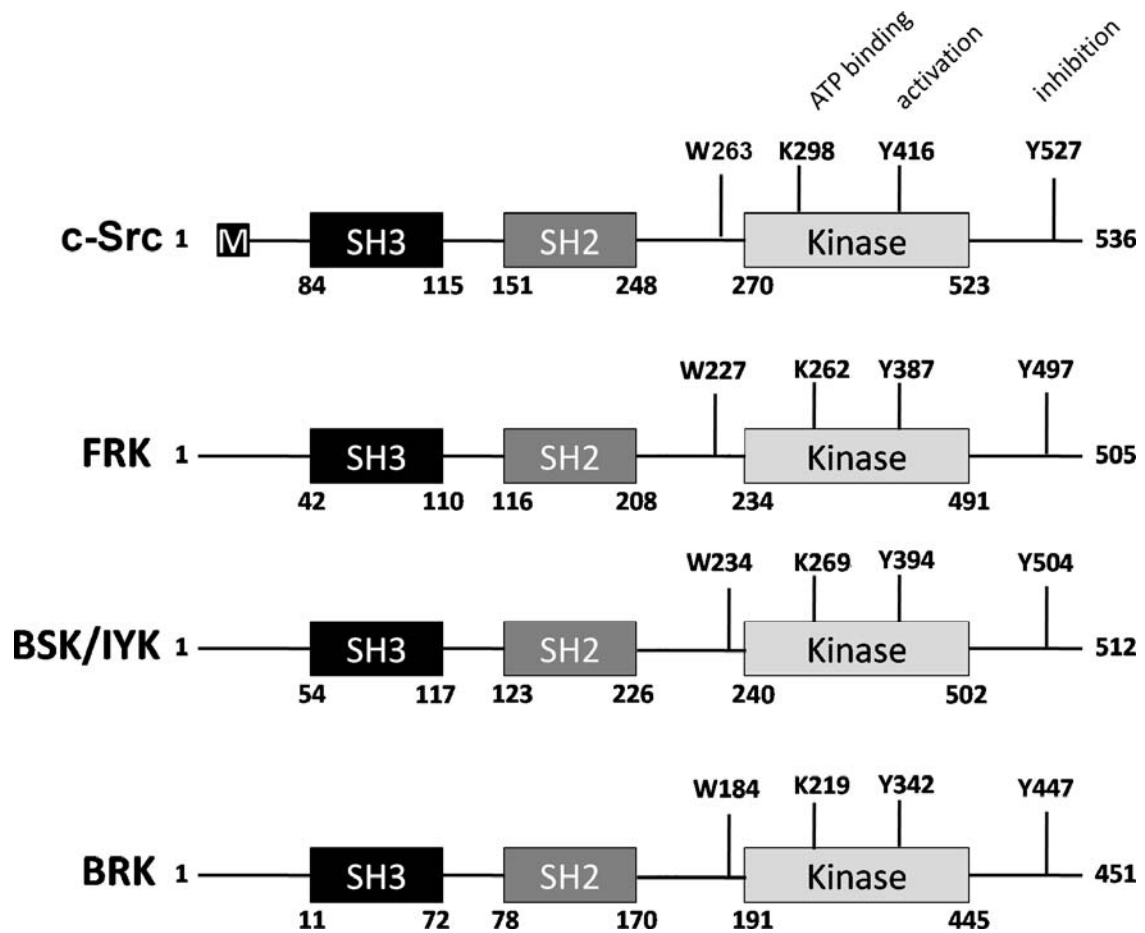 ATP binding
activation
inhibition
W263 K298 Y416 Y527
c-Src 1 M SH3 SH2 Kinase 536
84 115 151 248 270 523
W227 K262 Y387 Y497
FRK 1 SH3 SH2 Kinase 505
42 110 116 208 234 491
W234 K269 Y394 Y504
BSK/IYK 1 SH3 SH2 Kinase 512
54 117 123 226 240 502
W184 K219 Y342 Y447
BRK 1 SH3 SH2 Kinase 451
11 72 78 170 191 445